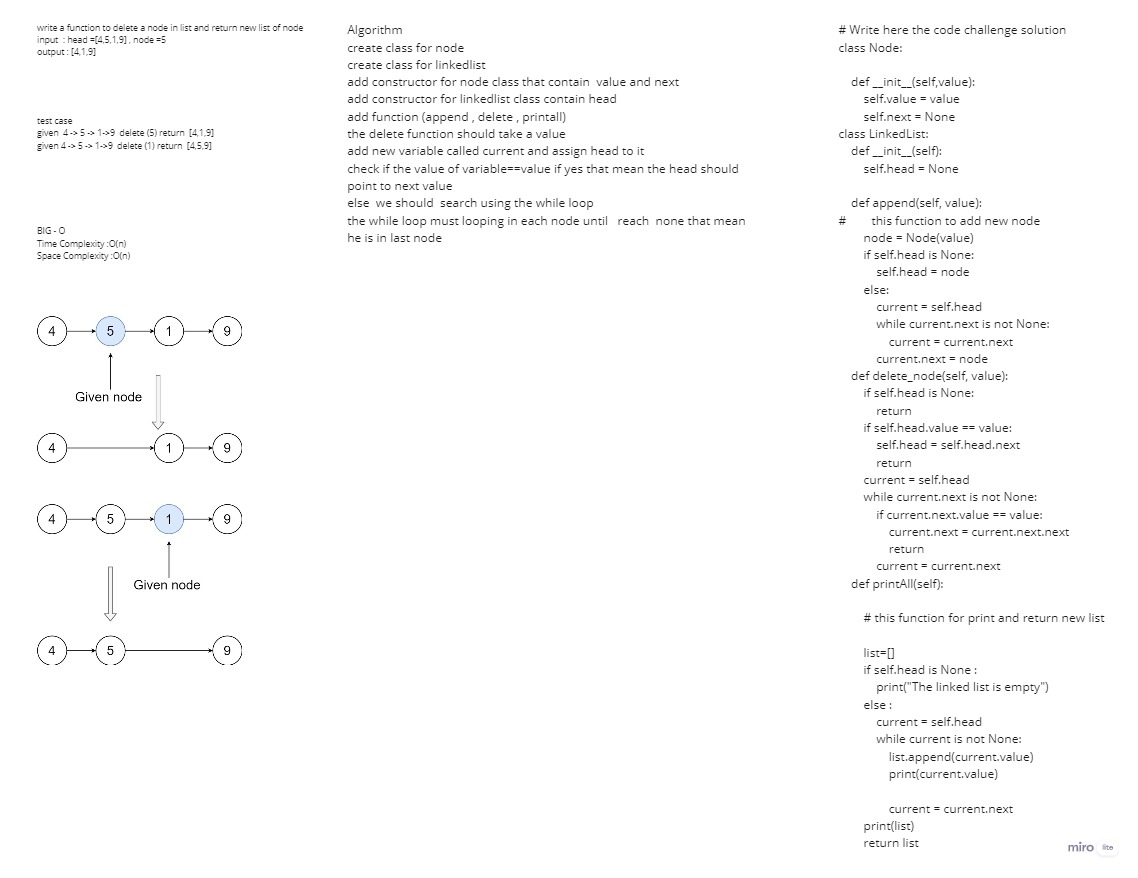 write a function to delete a node in list and return new list of node
input : head =[4,5,1,9] , node =5
output : [4,1,9]
test case
given 4 -> 5 -> 1->9 delete (5) return [4,1,9]
given 4 -> 5 -> 1->9 delete (1) return [4,5,9]
BIG - O
Time Complexity :O(n)
Space Complexity :O(n)
4 5 1 9
Given node
4 1 9
4 5 1 9
Given node
4 5 9
Algorithm
create class for node
create class for linkedlist
add constructor for node class that contain value and next
add constructor for linkedlist class contain head
add function (append , delete , printall)
the delete function should take a value
add new variable called current and assign head to it
check if the value of variable==value if yes that mean the head should
point to next value
else we should search using the while loop
the while loop must looping in each node until reach none that mean
he is in last node
# Write here the code challenge solution
class Node:
def __init__(self,value):
self.value = value
self.next = None
class LinkedList:
def __init__(self):
self.head = None
def append(self, value):
# this function to add new node
node = Node(value)
if self.head is None:
self.head = node
else:
current = self.head
while current.next is not None:
current = current.next
current.next = node
def delete_node(self, value):
if self.head is None:
return
if self.head.value == value:
self.head = self.head.next
return
current = self.head
while current.next is not None:
if current.next.value == value:
current.next = current.next.next
return
current = current.next
def printAll(self):
# this function for print and return new list
list=[]
if self.head is None :
print("The linked list is empty")
else :
current = self.head
while current is not None:
list.append(current.value)
print(current.value)
current = current.next
print(list)
return list
miro lite